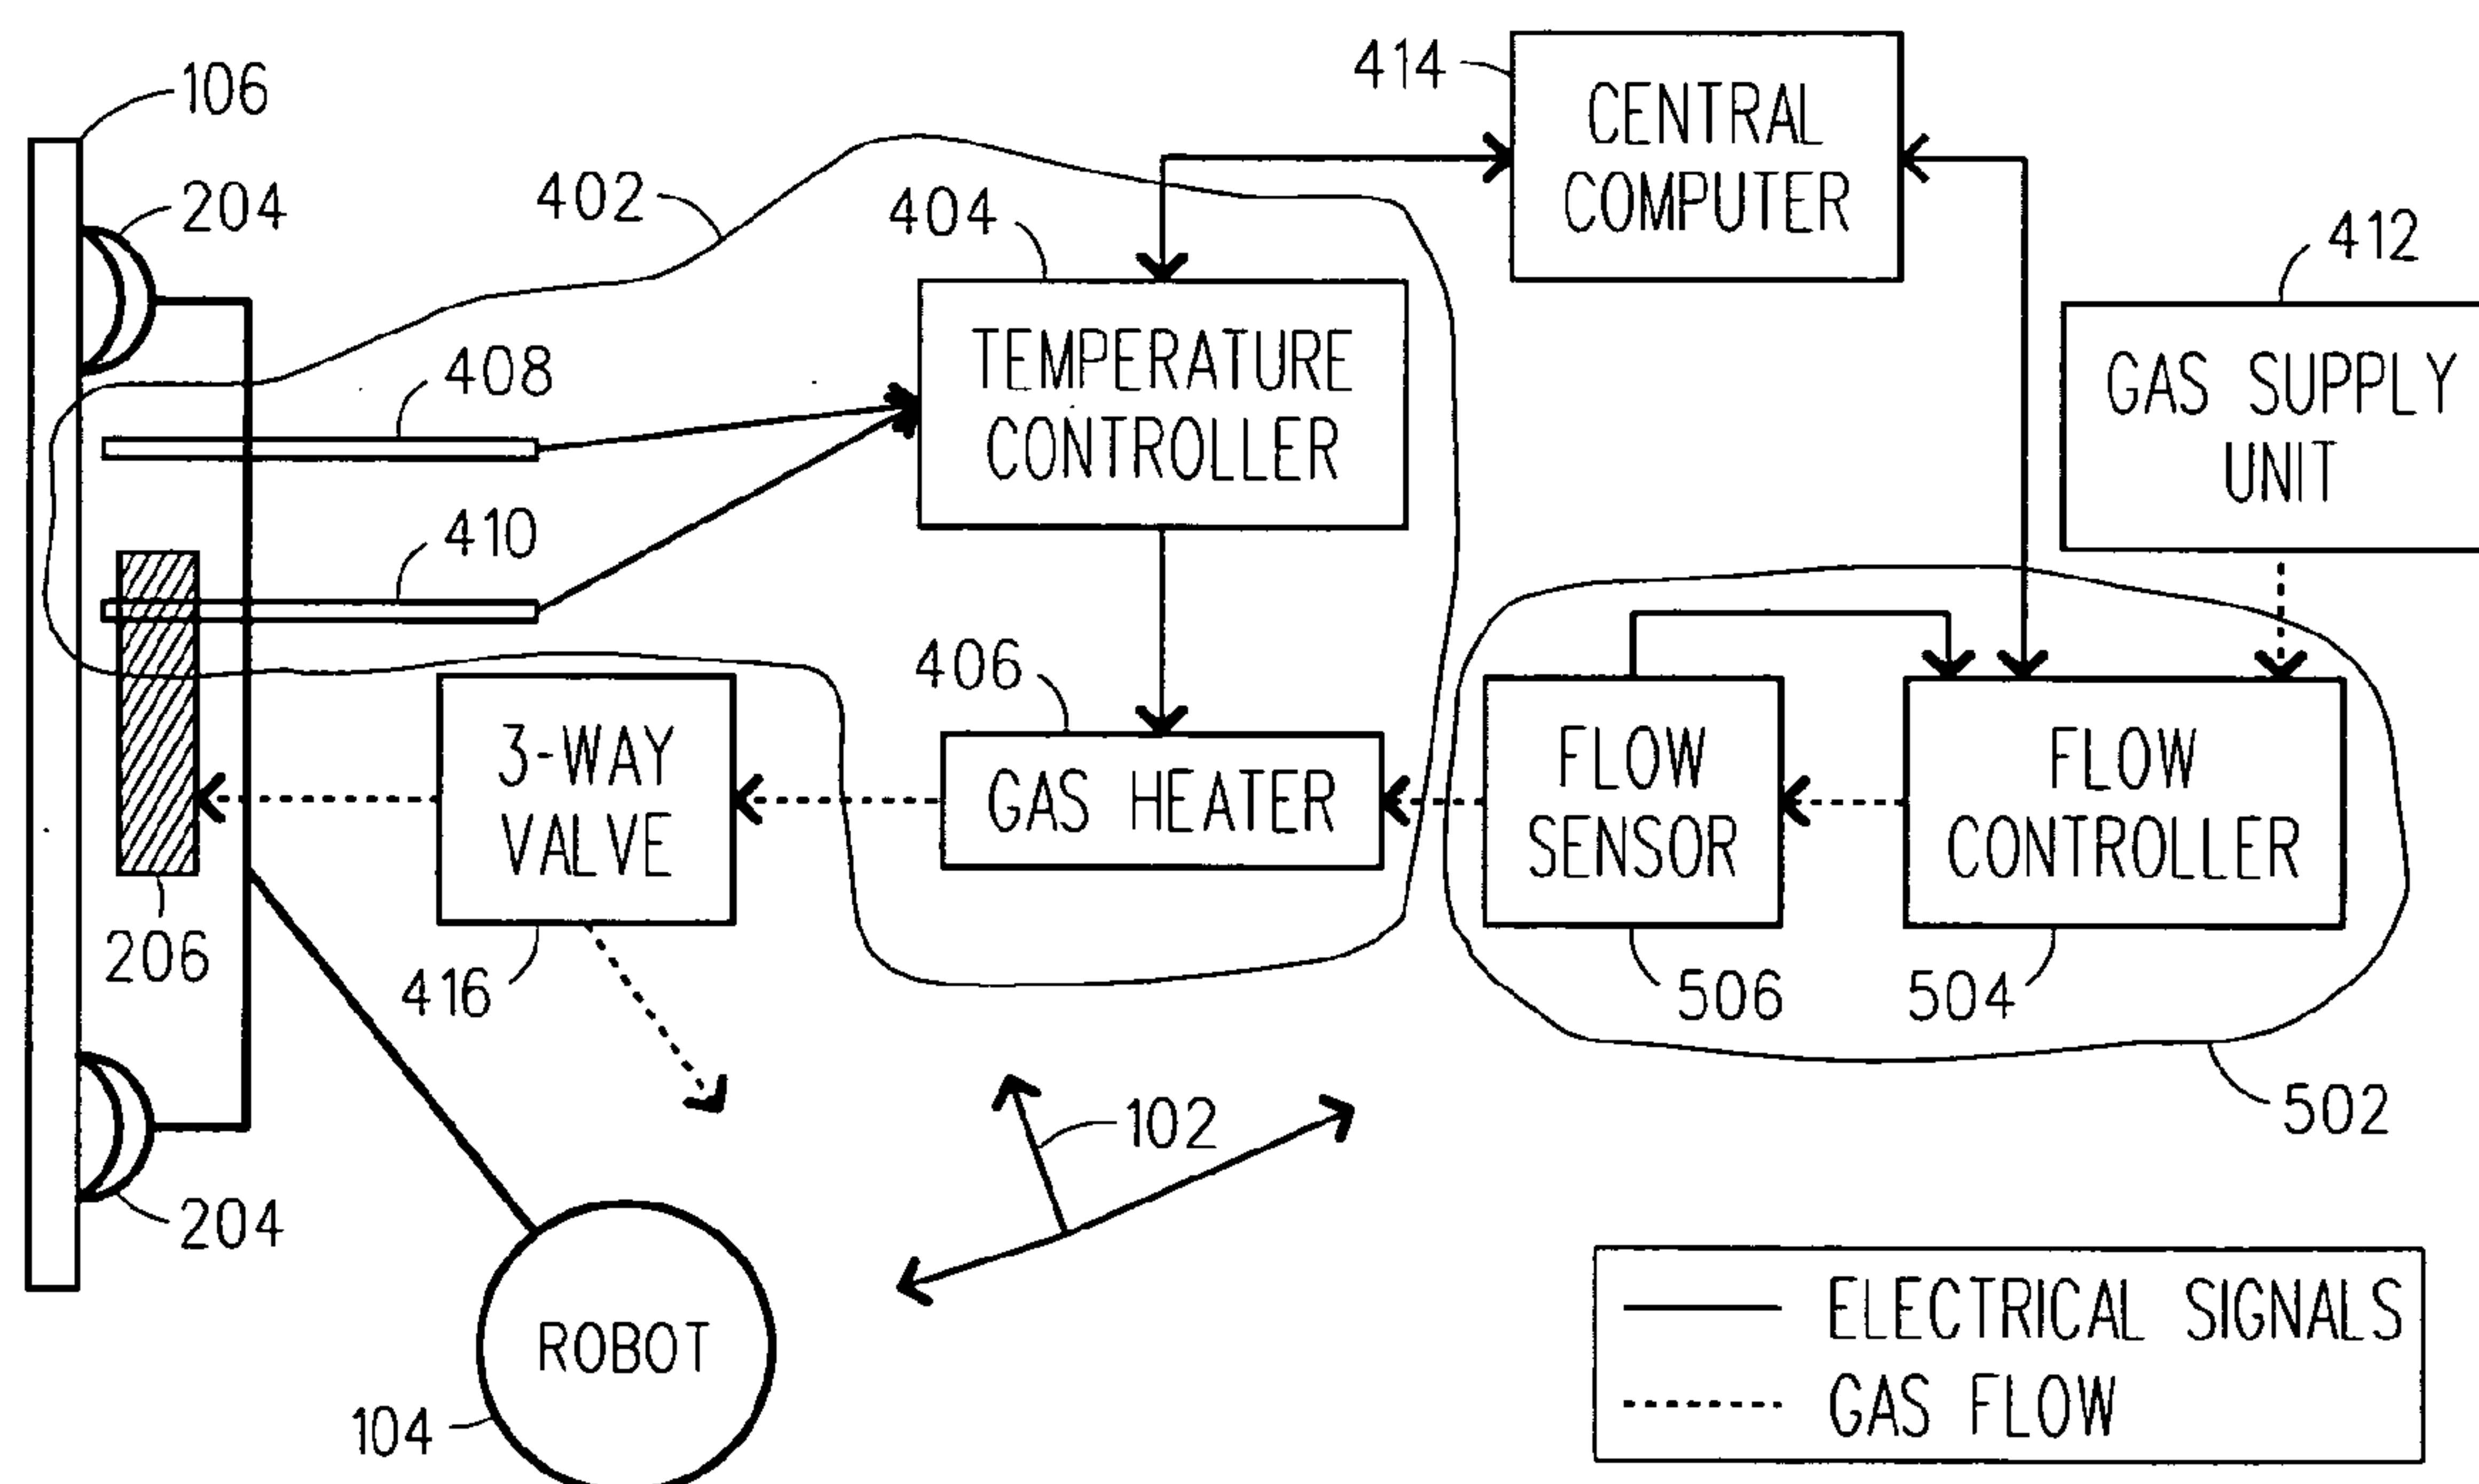 106
204
402
404
414
CENTRAL
COMPUTER
412
GAS SUPPLY
UNIT
408
TEMPERATURE
CONTROLLER
410
406
3-WAY
VALVE
GAS HEATER
FLOW
SENSOR
FLOW
CONTROLLER
206
416
506
504
502
102
204
ROBOT
104
ELECTRICAL SIGNALS
GAS FLOW